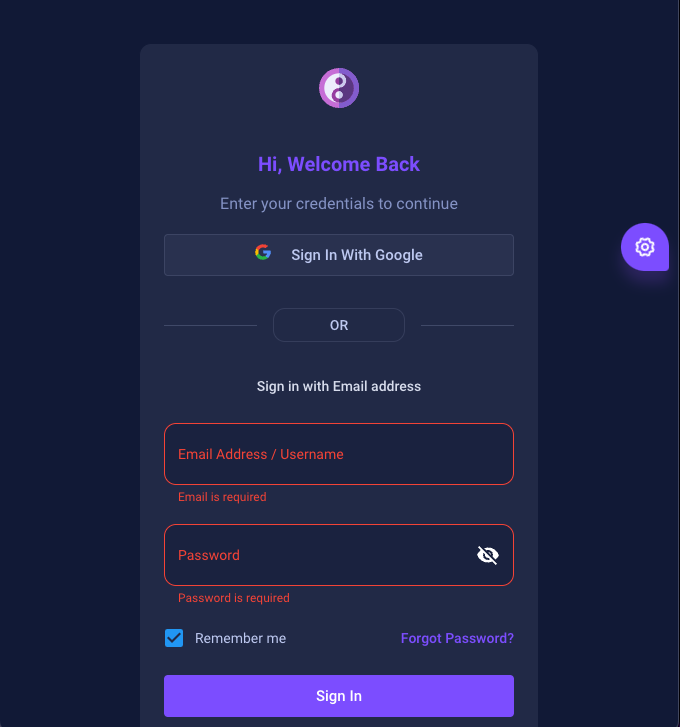 Hi, Welcome Back
Enter your credentials to continue
Sign In With Google
OR
Sign in with Email address
Email Address / Username
Email is required
Password
Password is required
Remember me Forgot Password?
Sign In